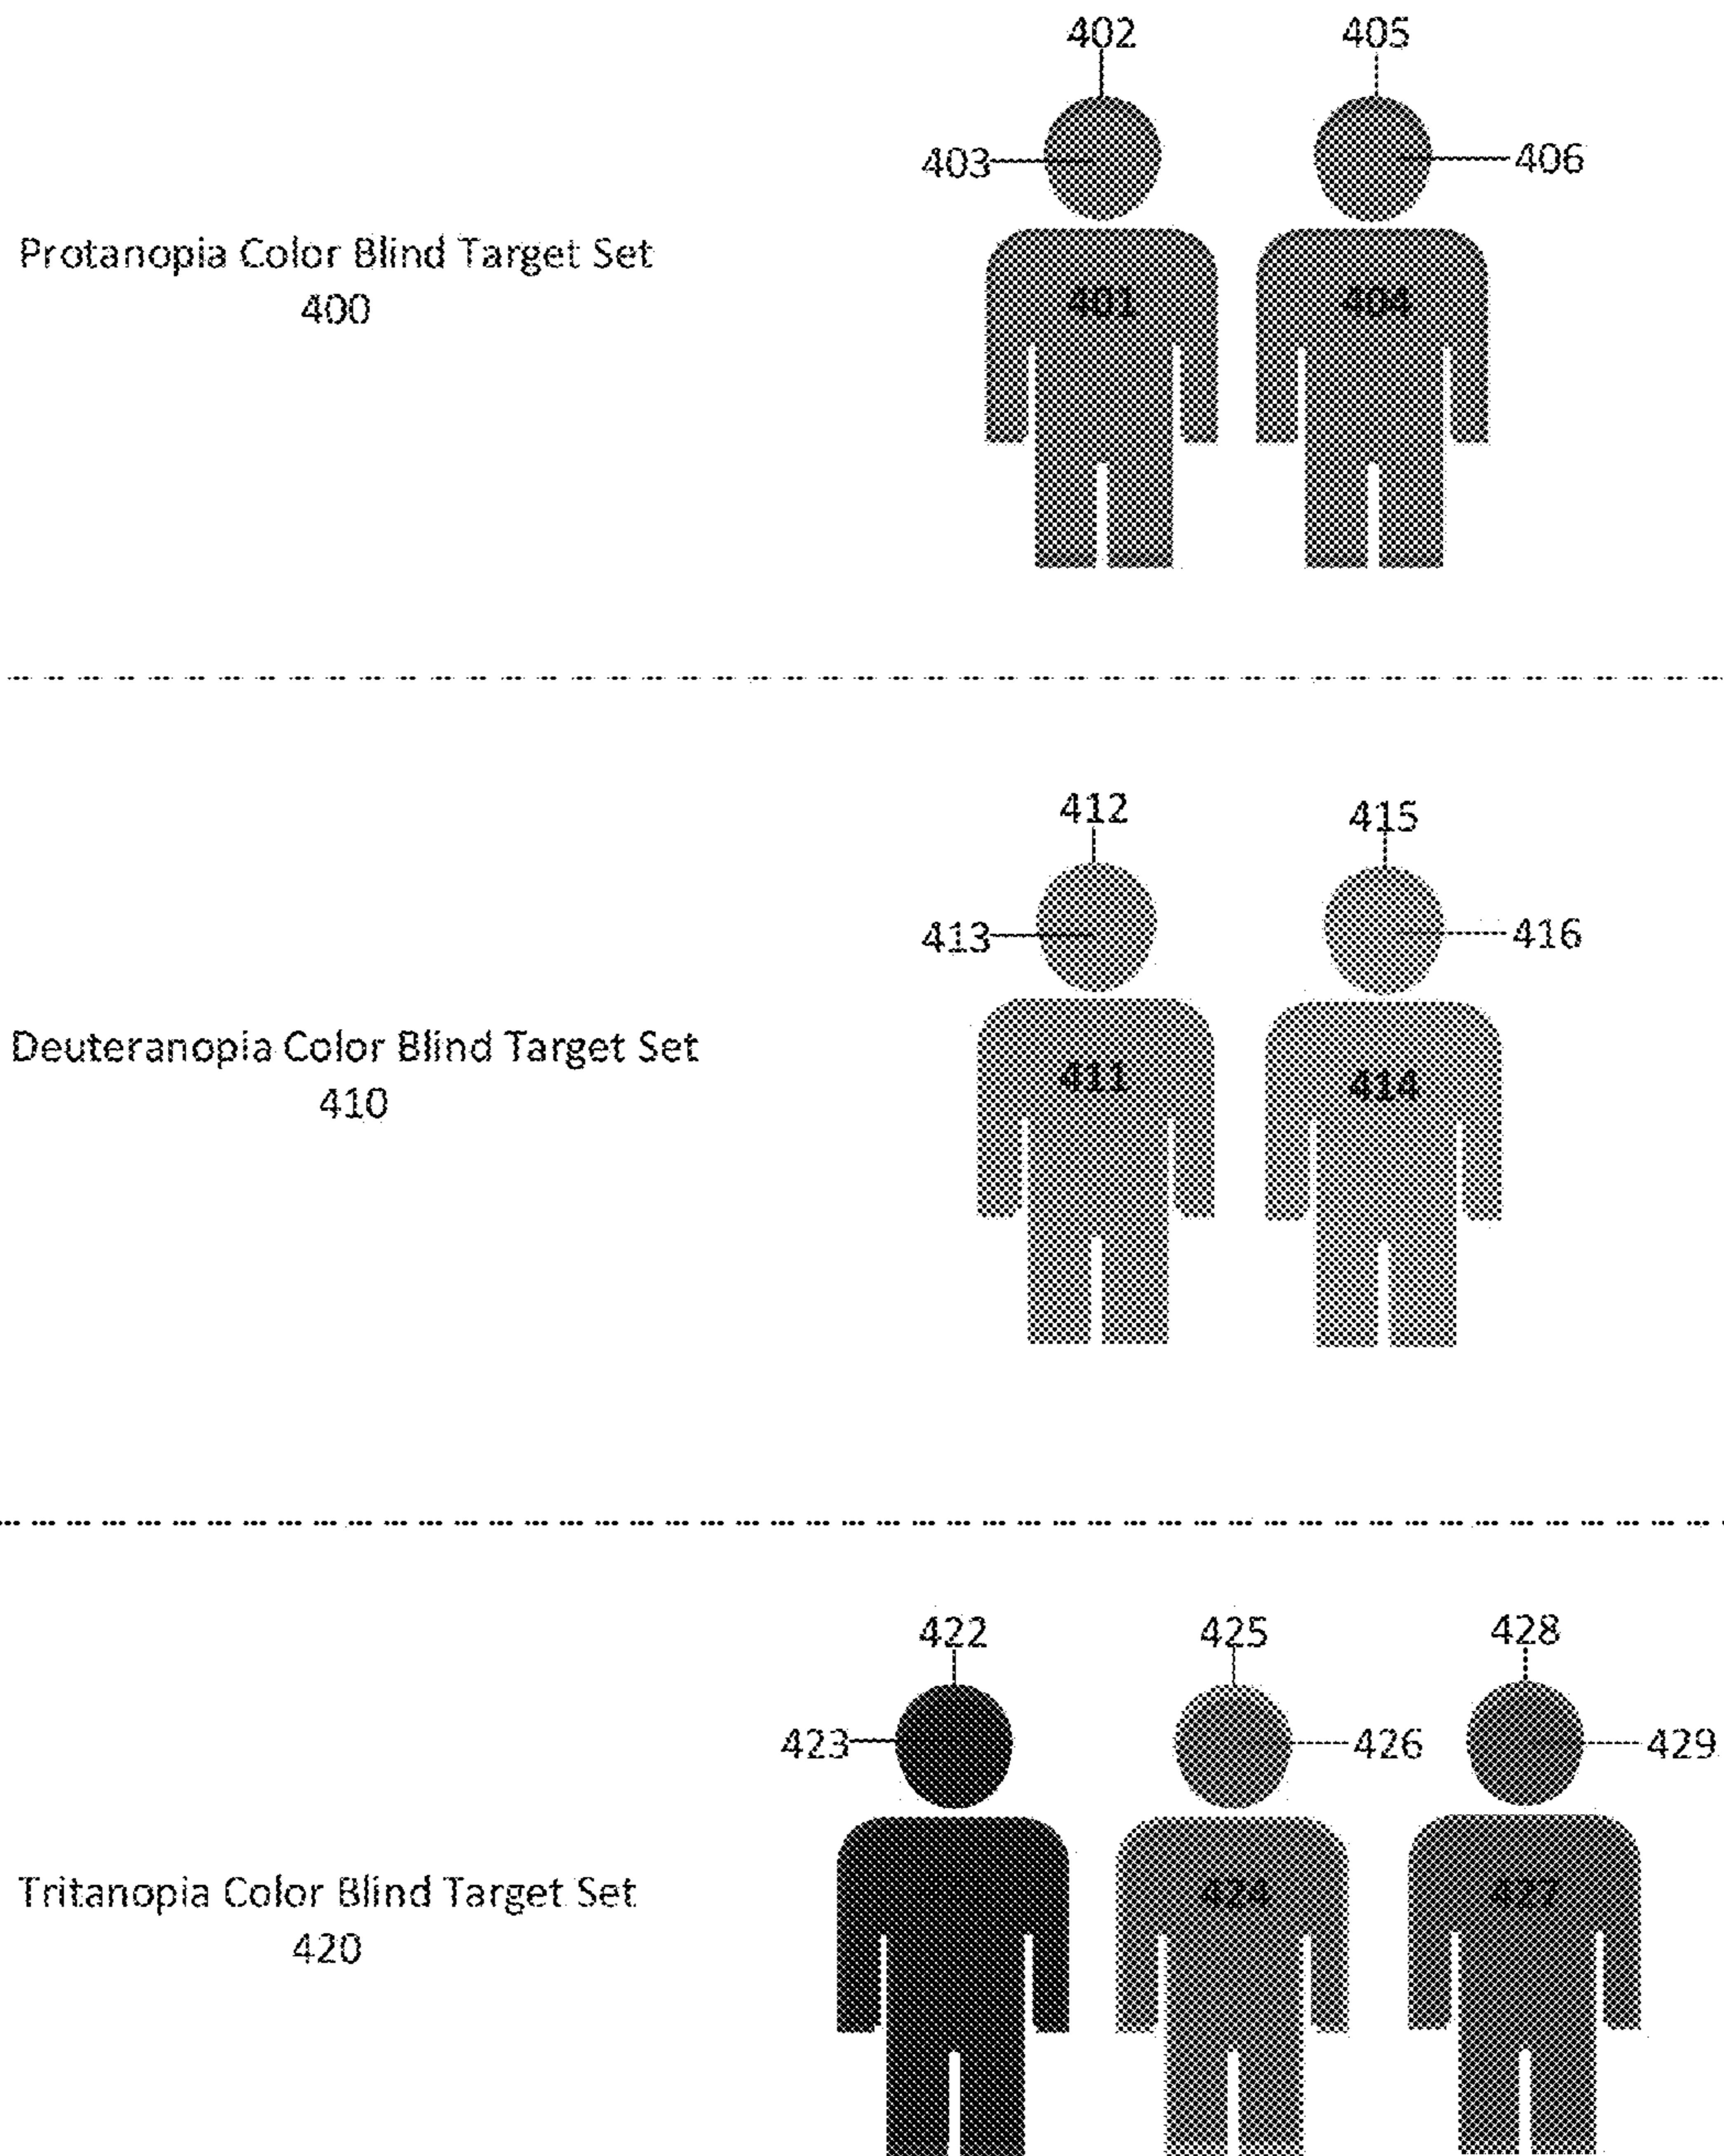 402 405
403 406
Protanopia Color Blind Target Set
400
401 404
412 415
413 416
Deuteranopia Color Blind Target Set
410
411 414
422 425 428
423 426 429
Tritanopia Color Blind Target Set
420
424 427